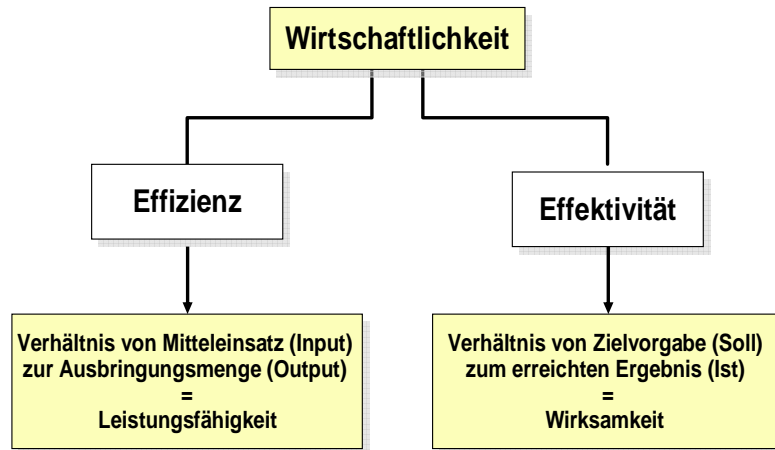 Wirtschaftlichkeit
Effizienz
Effektivität
Verhältnis von Mitteleinsatz (Input)
zur Ausbringungsmenge (Output)
=
Leistungsfähigkeit
Verhältnis von Zielvorgabe (Soll)
zum erreichten Ergebnis (Ist)
=
Wirksamkeit